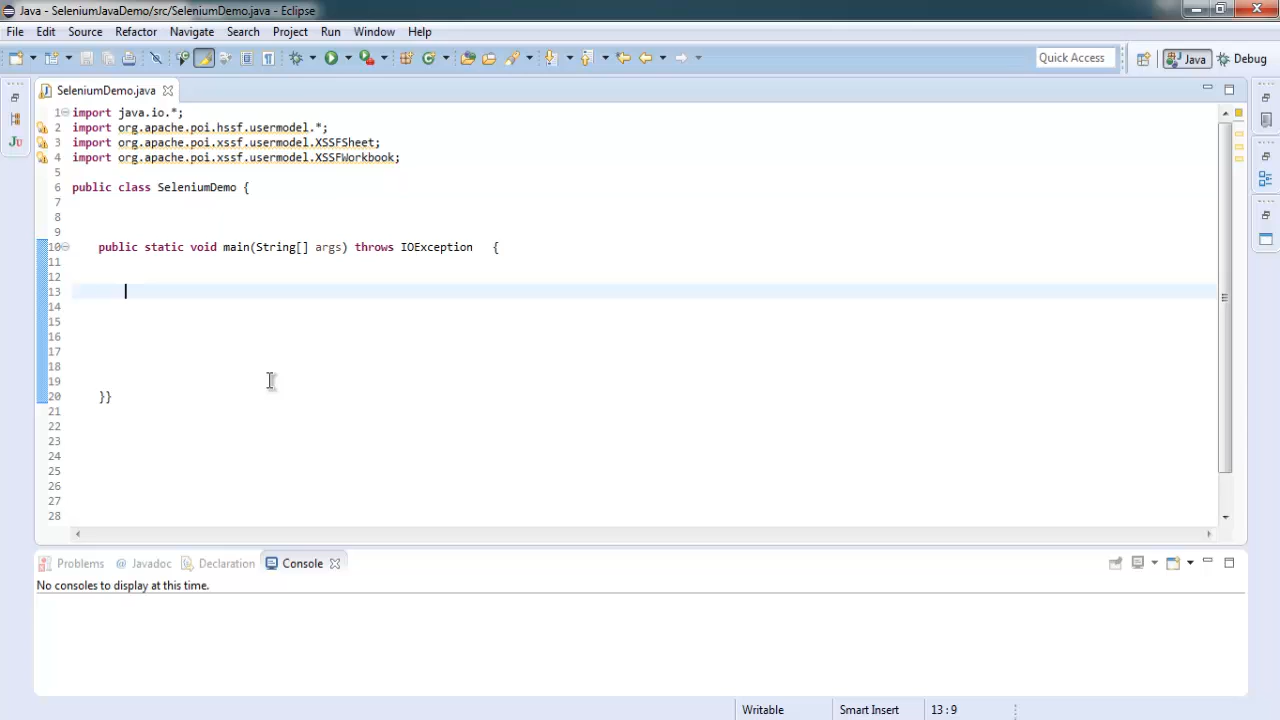 Java - SeleniumJavaDemo/src/SeleniumDemo.java - Eclipse
File Edit Source Refactor Navigate Search Project Run Window Help
Quick Access Java Debug
SeleniumDemo.java
1 import java.io.*;
2 import org.apache.poi.hssf.usermodel.*;
3 import org.apache.poi.xssf.usermodel.XSSFSheet;
4 import org.apache.poi.xssf.usermodel.XSSFWorkbook;
5
6 public class SeleniumDemo {
7
8
9
10 public static void main(String[] args) throws IOException {
11
12
13
14
15
16
17
18
19
20 }}
21
22
23
24
25
26
27
28
Problems @ Javadoc Declaration Console
No consoles to display at this time.
Writable Smart Insert 13 : 9